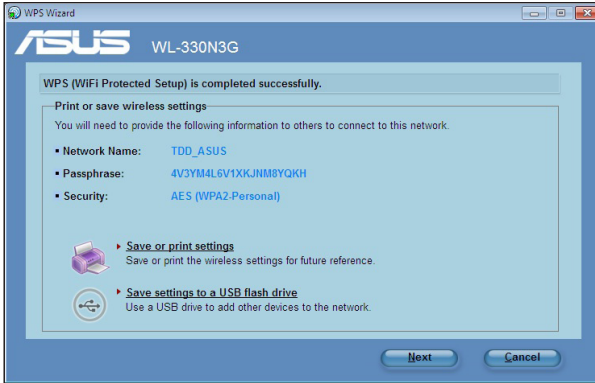 WPS Wizard
ASUS WL-330N3G
WPS (WiFi Protected Setup) is completed successfully.
Print or save wireless settings
You will need to provide the following information to others to connect to this network.
▪ Network Name: TDD_ASUS
▪ Passphrase: 4V3YM4L6V1XKJNM8YQKH
▪ Security: AES (WPA2-Personal)
Save or print settings
Save or print the wireless settings for future reference.
Save settings to a USB flash drive
Use a USB drive to add other devices to the network.
Next Cancel